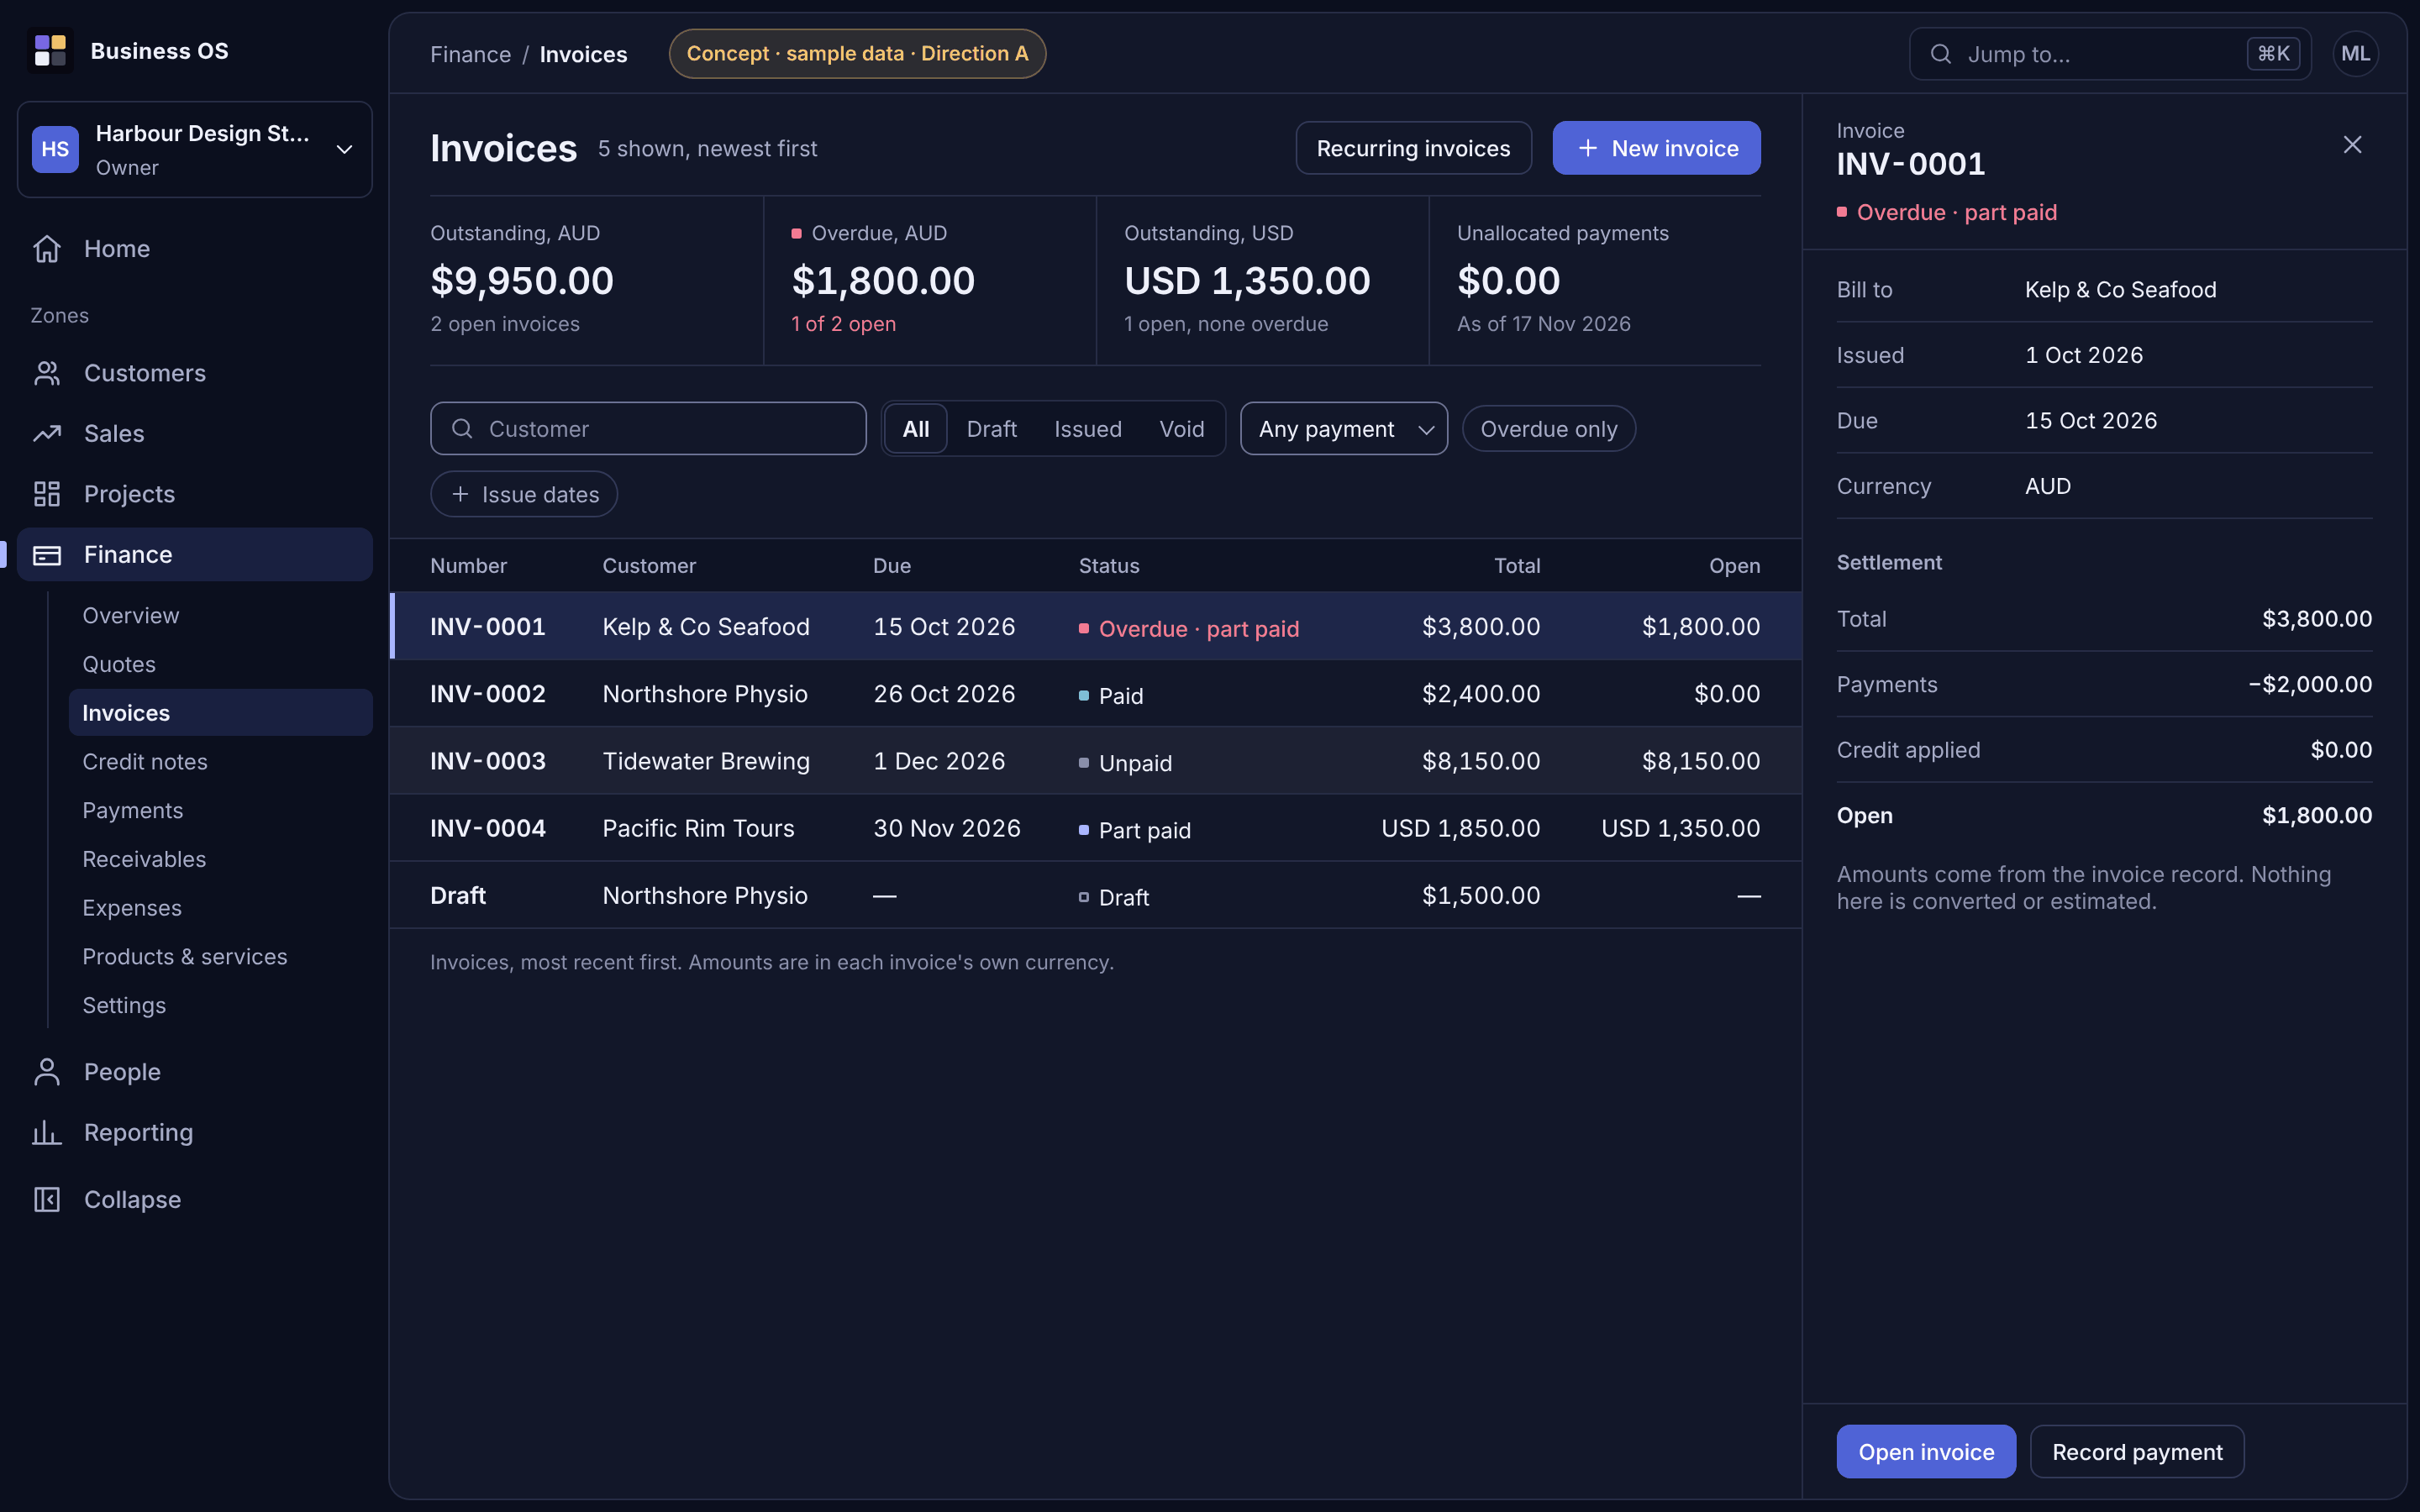 Business OS
HS
Harbour Design St...
Owner
Home
Zones
Customers
Sales
Projects
Finance
Overview
Quotes
Invoices
Credit notes
Payments
Receivables
Expenses
Products & services
Settings
People
Reporting
Collapse
Finance / Invoices
Concept · sample data · Direction A
Jump to...
⌘K
ML
Invoices
5 shown, newest first
Recurring invoices
New invoice
Outstanding, AUD
$9,950.00
2 open invoices
Overdue, AUD
$1,800.00
1 of 2 open
Outstanding, USD
USD 1,350.00
1 open, none overdue
Unallocated payments
$0.00
As of 17 Nov 2026
Customer
All Draft Issued Void
Any payment
Overdue only
Issue dates
Number Customer Due Status Total Open
INV-0001 Kelp & Co Seafood 15 Oct 2026 Overdue · part paid $3,800.00 $1,800.00
INV-0002 Northshore Physio 26 Oct 2026 Paid $2,400.00 $0.00
INV-0003 Tidewater Brewing 1 Dec 2026 Unpaid $8,150.00 $8,150.00
INV-0004 Pacific Rim Tours 30 Nov 2026 Part paid USD 1,850.00 USD 1,350.00
Draft Northshore Physio — Draft $1,500.00 —
Invoices, most recent first. Amounts are in each invoice's own currency.
Invoice
INV-0001
Overdue · part paid
Bill to Kelp & Co Seafood
Issued 1 Oct 2026
Due 15 Oct 2026
Currency AUD
Settlement
Total $3,800.00
Payments −$2,000.00
Credit applied $0.00
Open $1,800.00
Amounts come from the invoice record. Nothing
here is converted or estimated.
Open invoice
Record payment